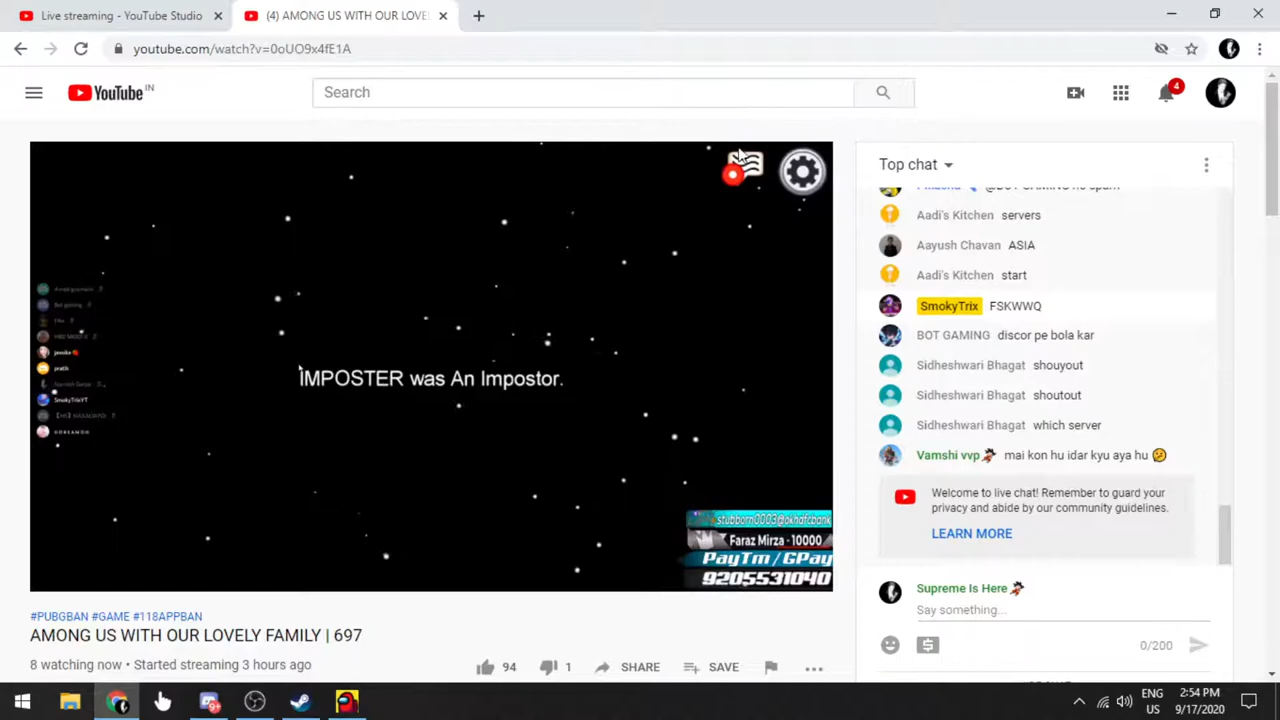 Live streaming - YouTube Studio
(4) AMONG US WITH OUR LOVEL
youtube.com/watch?v=0oUO9x4fE1A
YouTube IN
Search
4
IMPOSTER was An Impostor.
Bot gaming
jessika
pratik
SmokyTrixYT
stubborn0003@okhdfcbank
Faraz Mirza - 10000
PayTm / GPay
9205531040
#PUBGBAN #GAME #118APPBAN
AMONG US WITH OUR LOVELY FAMILY | 697
8 watching now • Started streaming 3 hours ago
94
1
SHARE
SAVE
Top chat
Aadi's Kitchen servers
Aayush Chavan ASIA
Aadi's Kitchen start
SmokyTrix FSKWWQ
BOT GAMING discor pe bola kar
Sidheshwari Bhagat shouyout
Sidheshwari Bhagat shoutout
Sidheshwari Bhagat which server
Vamshi vvp mai kon hu idar kyu aya hu
Welcome to live chat! Remember to guard your
privacy and abide by our community guidelines.
LEARN MORE
Supreme Is Here
Say something...
0/200
ENG
US
2:54 PM
9/17/2020